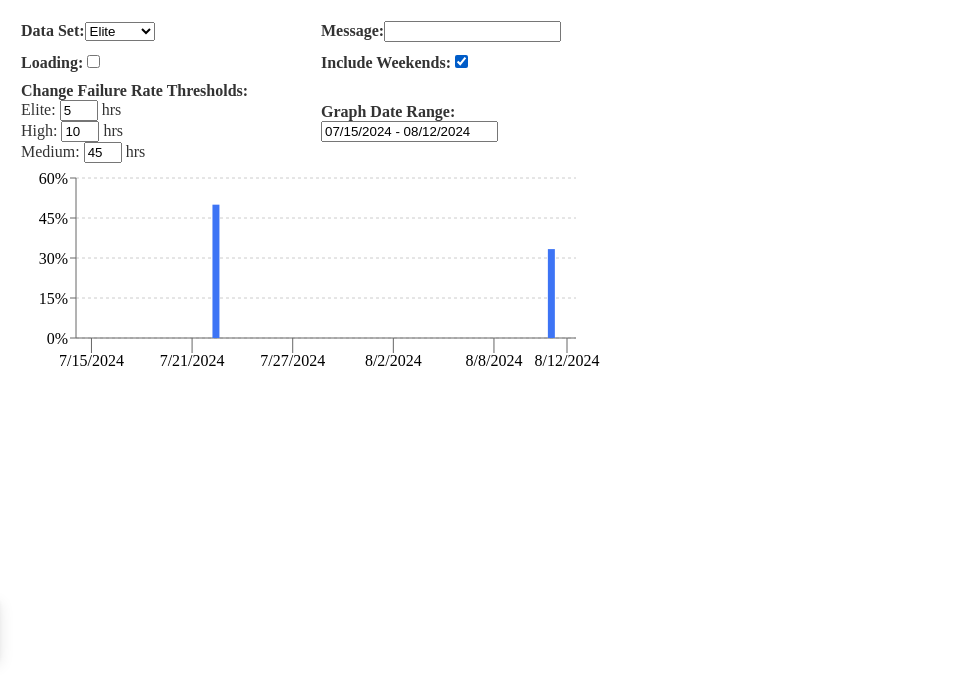 Data Set: Elite
Message:
Loading:
Include Weekends:
Change Failure Rate Thresholds:
Elite: 5 hrs
High: 10 hrs
Medium: 45 hrs
Graph Date Range:
07/15/2024 - 08/12/2024
60%
45%
30%
15%
0%
7/15/2024 7/21/2024 7/27/2024 8/2/2024 8/8/2024 8/12/2024